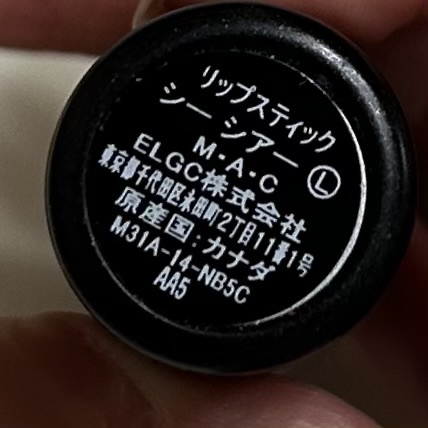 リップスティック
シー シアー
M·A·C Ⓛ
ELGC株式会社
東京都千代田区永田町2丁目11番1号
原産国:カナダ
M31A-14-NB5C
AA5